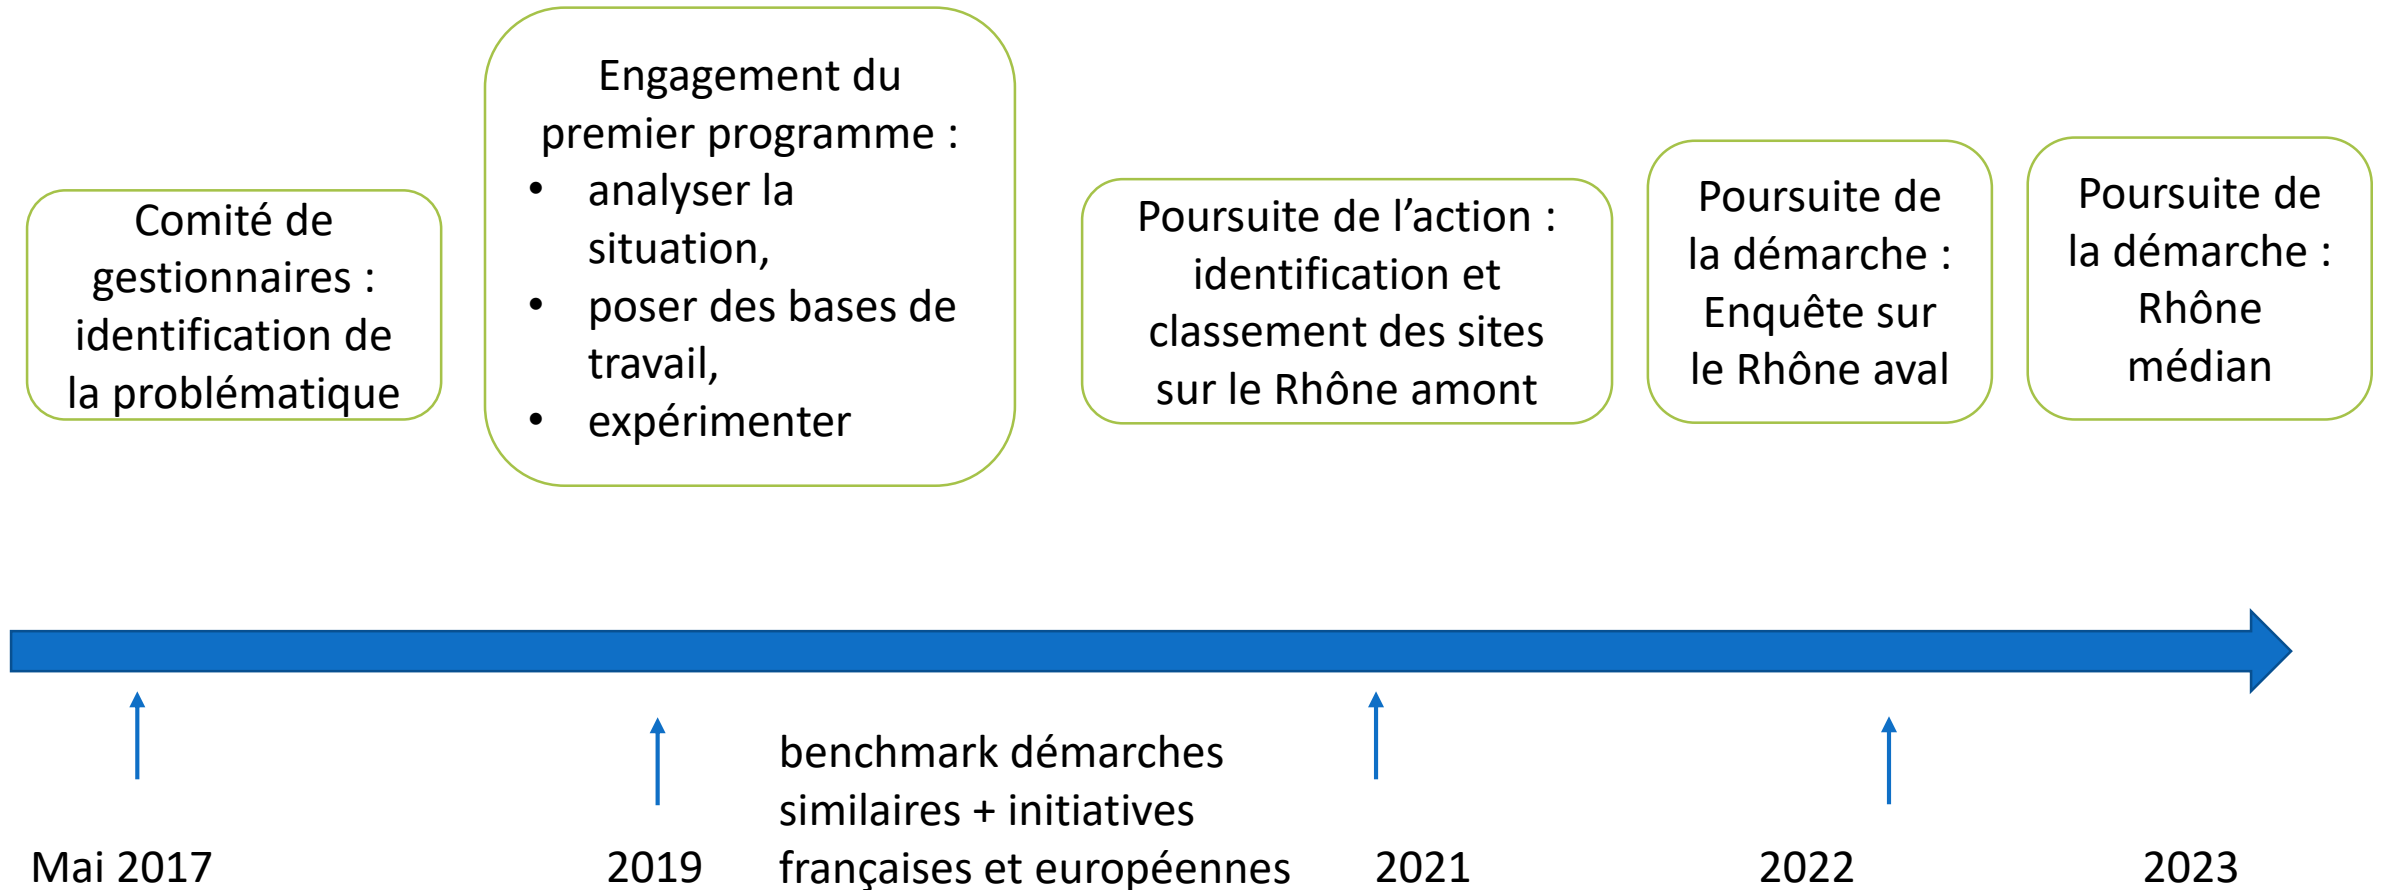 Comité de
gestionnaires :
identification de
la problématique
Engagement du
premier programme :
• analyser la
situation,
• poser des bases de
travail,
• expérimenter
Poursuite de l’action :
identification et
classement des sites
sur le Rhône amont
Poursuite de
la démarche :
Enquête sur
le Rhône aval
Poursuite de
la démarche :
Rhône
médian
Mai 2017
2019
benchmark démarches
similaires + initiatives
françaises et européennes
2021
2022
2023